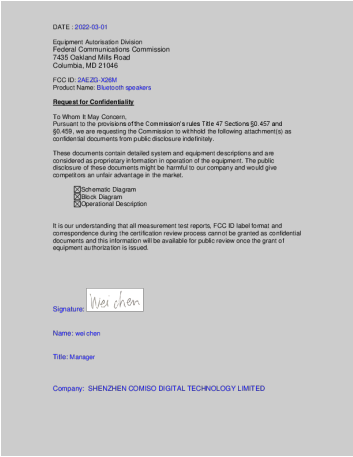 DATE : 2022-03-01
Equipment Authorisation Division
Federal Communications Commission
7435 Oakland Mills Road
Columbia, MD 21046
FCC ID: 2AEZG-X26M
Product Name: Bluetooth speakers
Request for Confidentiality
To Whom It May Concern,
Pursuant to the provisions of the Commission's rules Title 47 Sections §0.457 and
§0.459, we are requesting the Commission to withhold the following attachment(s) as
confidential documents from public disclosure indefinitely.
These documents contain detailed system and equipment descriptions and are
considered as proprietary information in operation of the equipment. The public
disclosure of these documents might be harmful to our company and would give
competitors an unfair advantage in the market.
☒Schematic Diagram
☒Block Diagram
☒Operational Description
It is our understanding that all measurement test reports, FCC ID label format and
correspondence during the certification review process cannot be granted as confidential
documents and this information will be available for public review once the grant of
equipment authorization is issued.
Signature: Wei chen
Name: wei chen
Title: Manager
Company: SHENZHEN COMISO DIGITAL TECHNOLOGY LIMITED